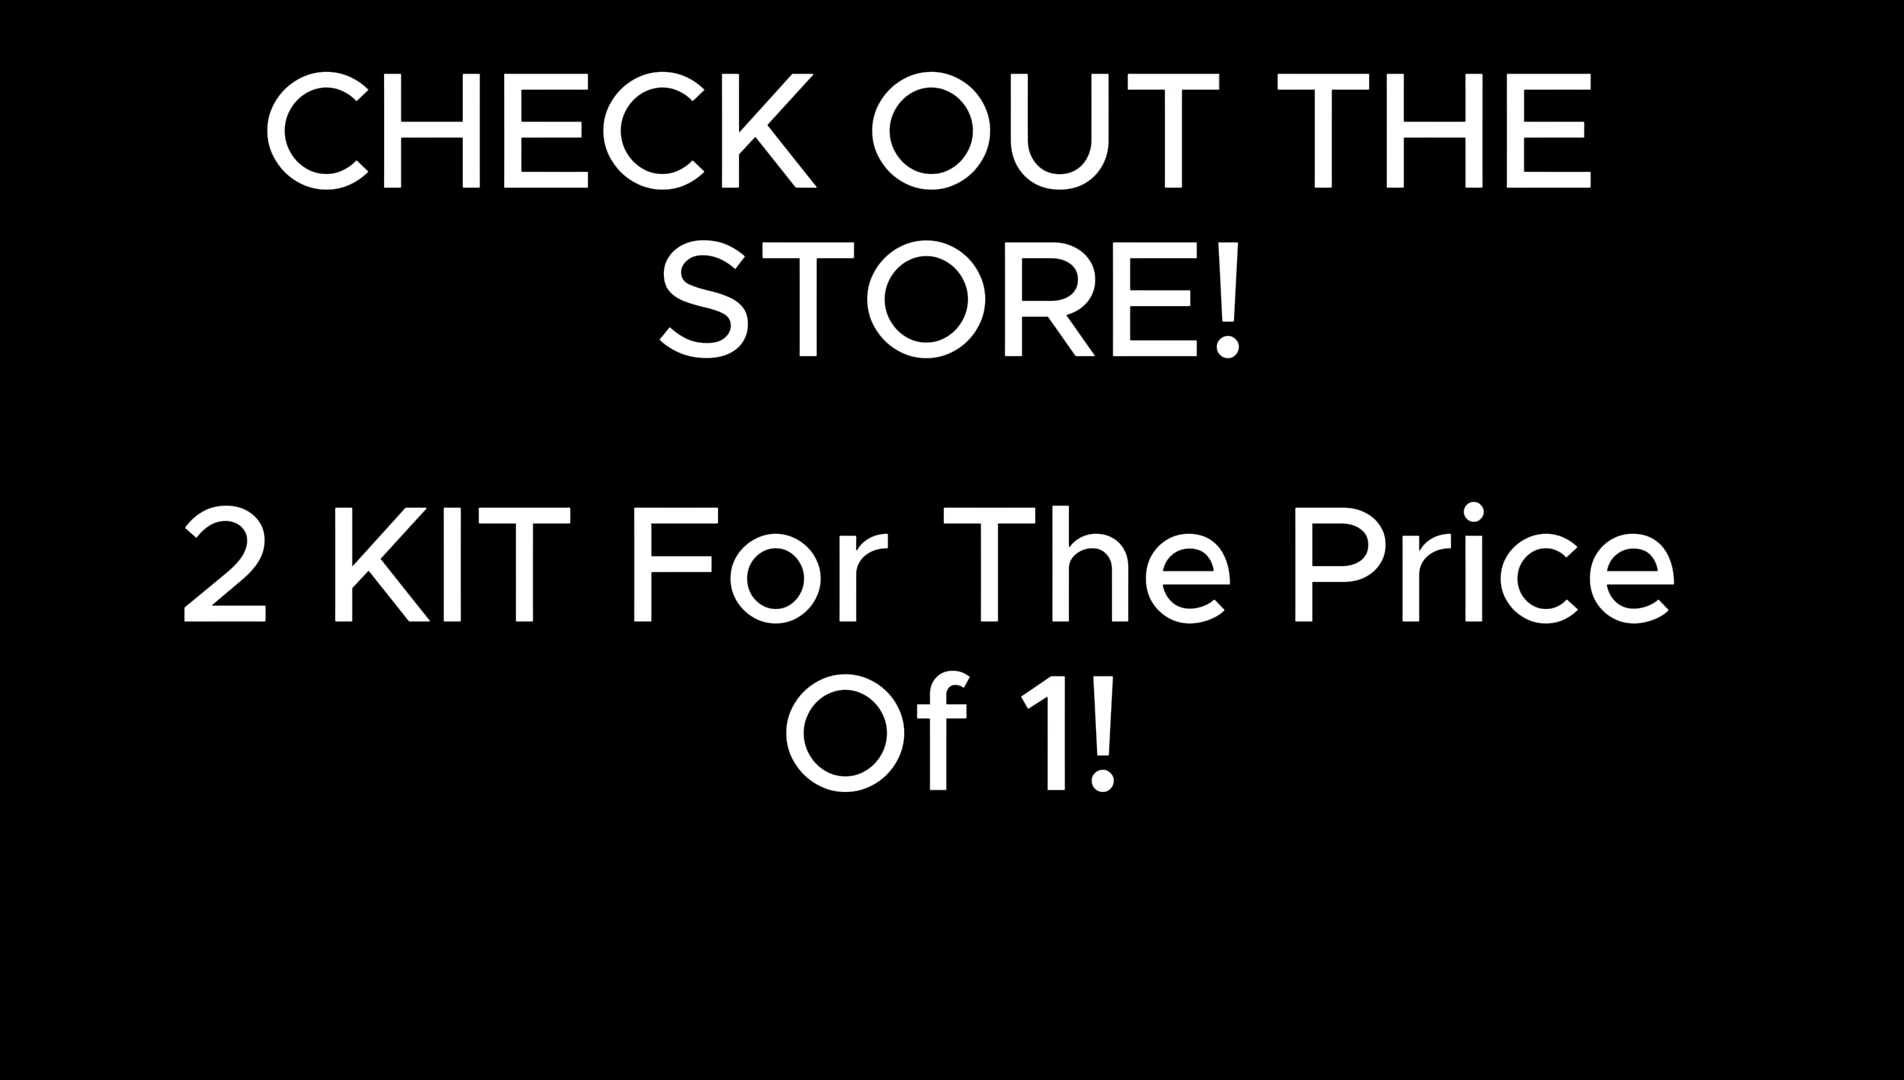 CHECK OUT THE
STORE!
2 KIT For The Price
Of 1!